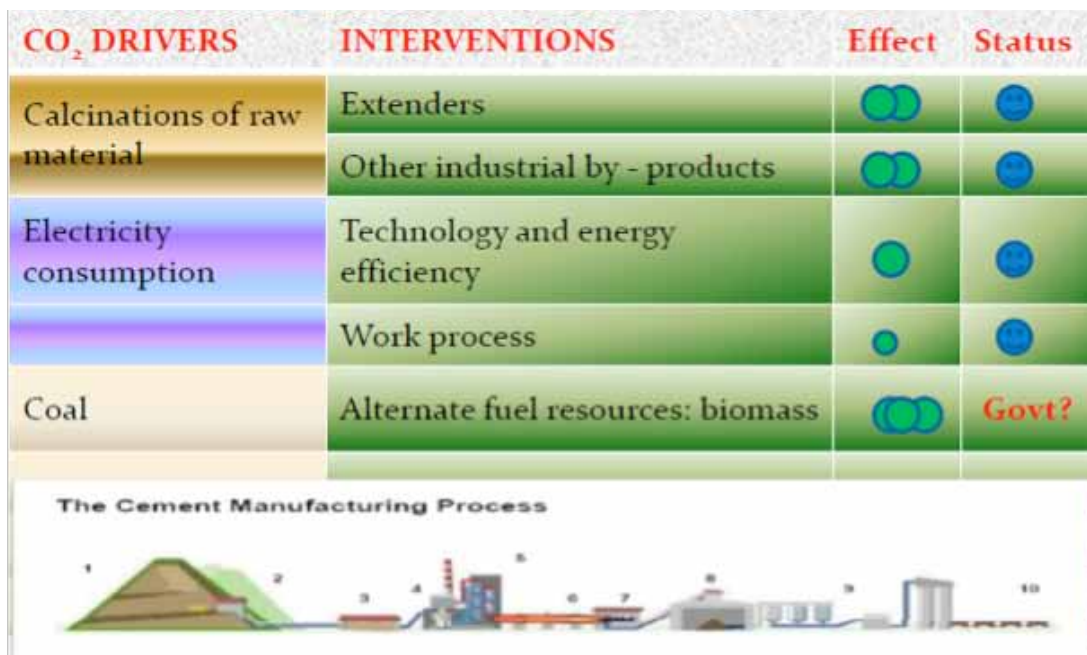 CO₂ DRIVERS INTERVENTIONS Effect Status
Calcinations of raw
material
Extenders
Other industrial by - products
Electricity
consumption
Technology and energy
efficiency
Work process
Coal
Alternate fuel resources: biomass
Govt?
The Cement Manufacturing Process
1 2 3 4 5 6 7 8 9 10